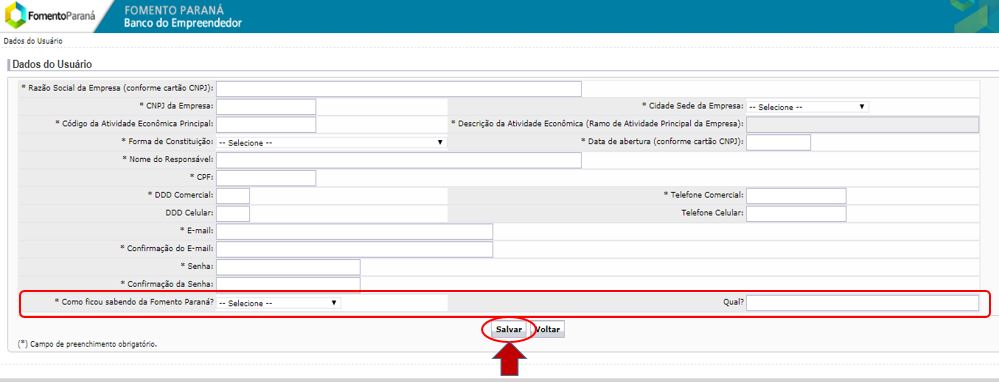 FomentoParaná
FOMENTO PARANÁ
Banco do Empreendedor
Dados do Usuário
Dados do Usuário
* Razão Social da Empresa (conforme cartão CNPJ):
* CNPJ da Empresa: * Cidade Sede da Empresa: -- Selecione --
* Código da Atividade Econômica Principal: * Descrição da Atividade Econômica (Ramo de Atividade Principal da Empresa):
* Forma de Constituição: -- Selecione -- * Data de abertura (conforme cartão CNPJ):
* Nome do Responsável:
* CPF:
* DDD Comercial: * Telefone Comercial:
DDD Celular: Telefone Celular:
* E-mail:
* Confirmação do E-mail:
* Senha:
* Confirmação da Senha:
* Como ficou sabendo da Fomento Paraná? -- Selecione -- Qual?
Salvar Voltar
(*) Campo de preenchimento obrigatório.